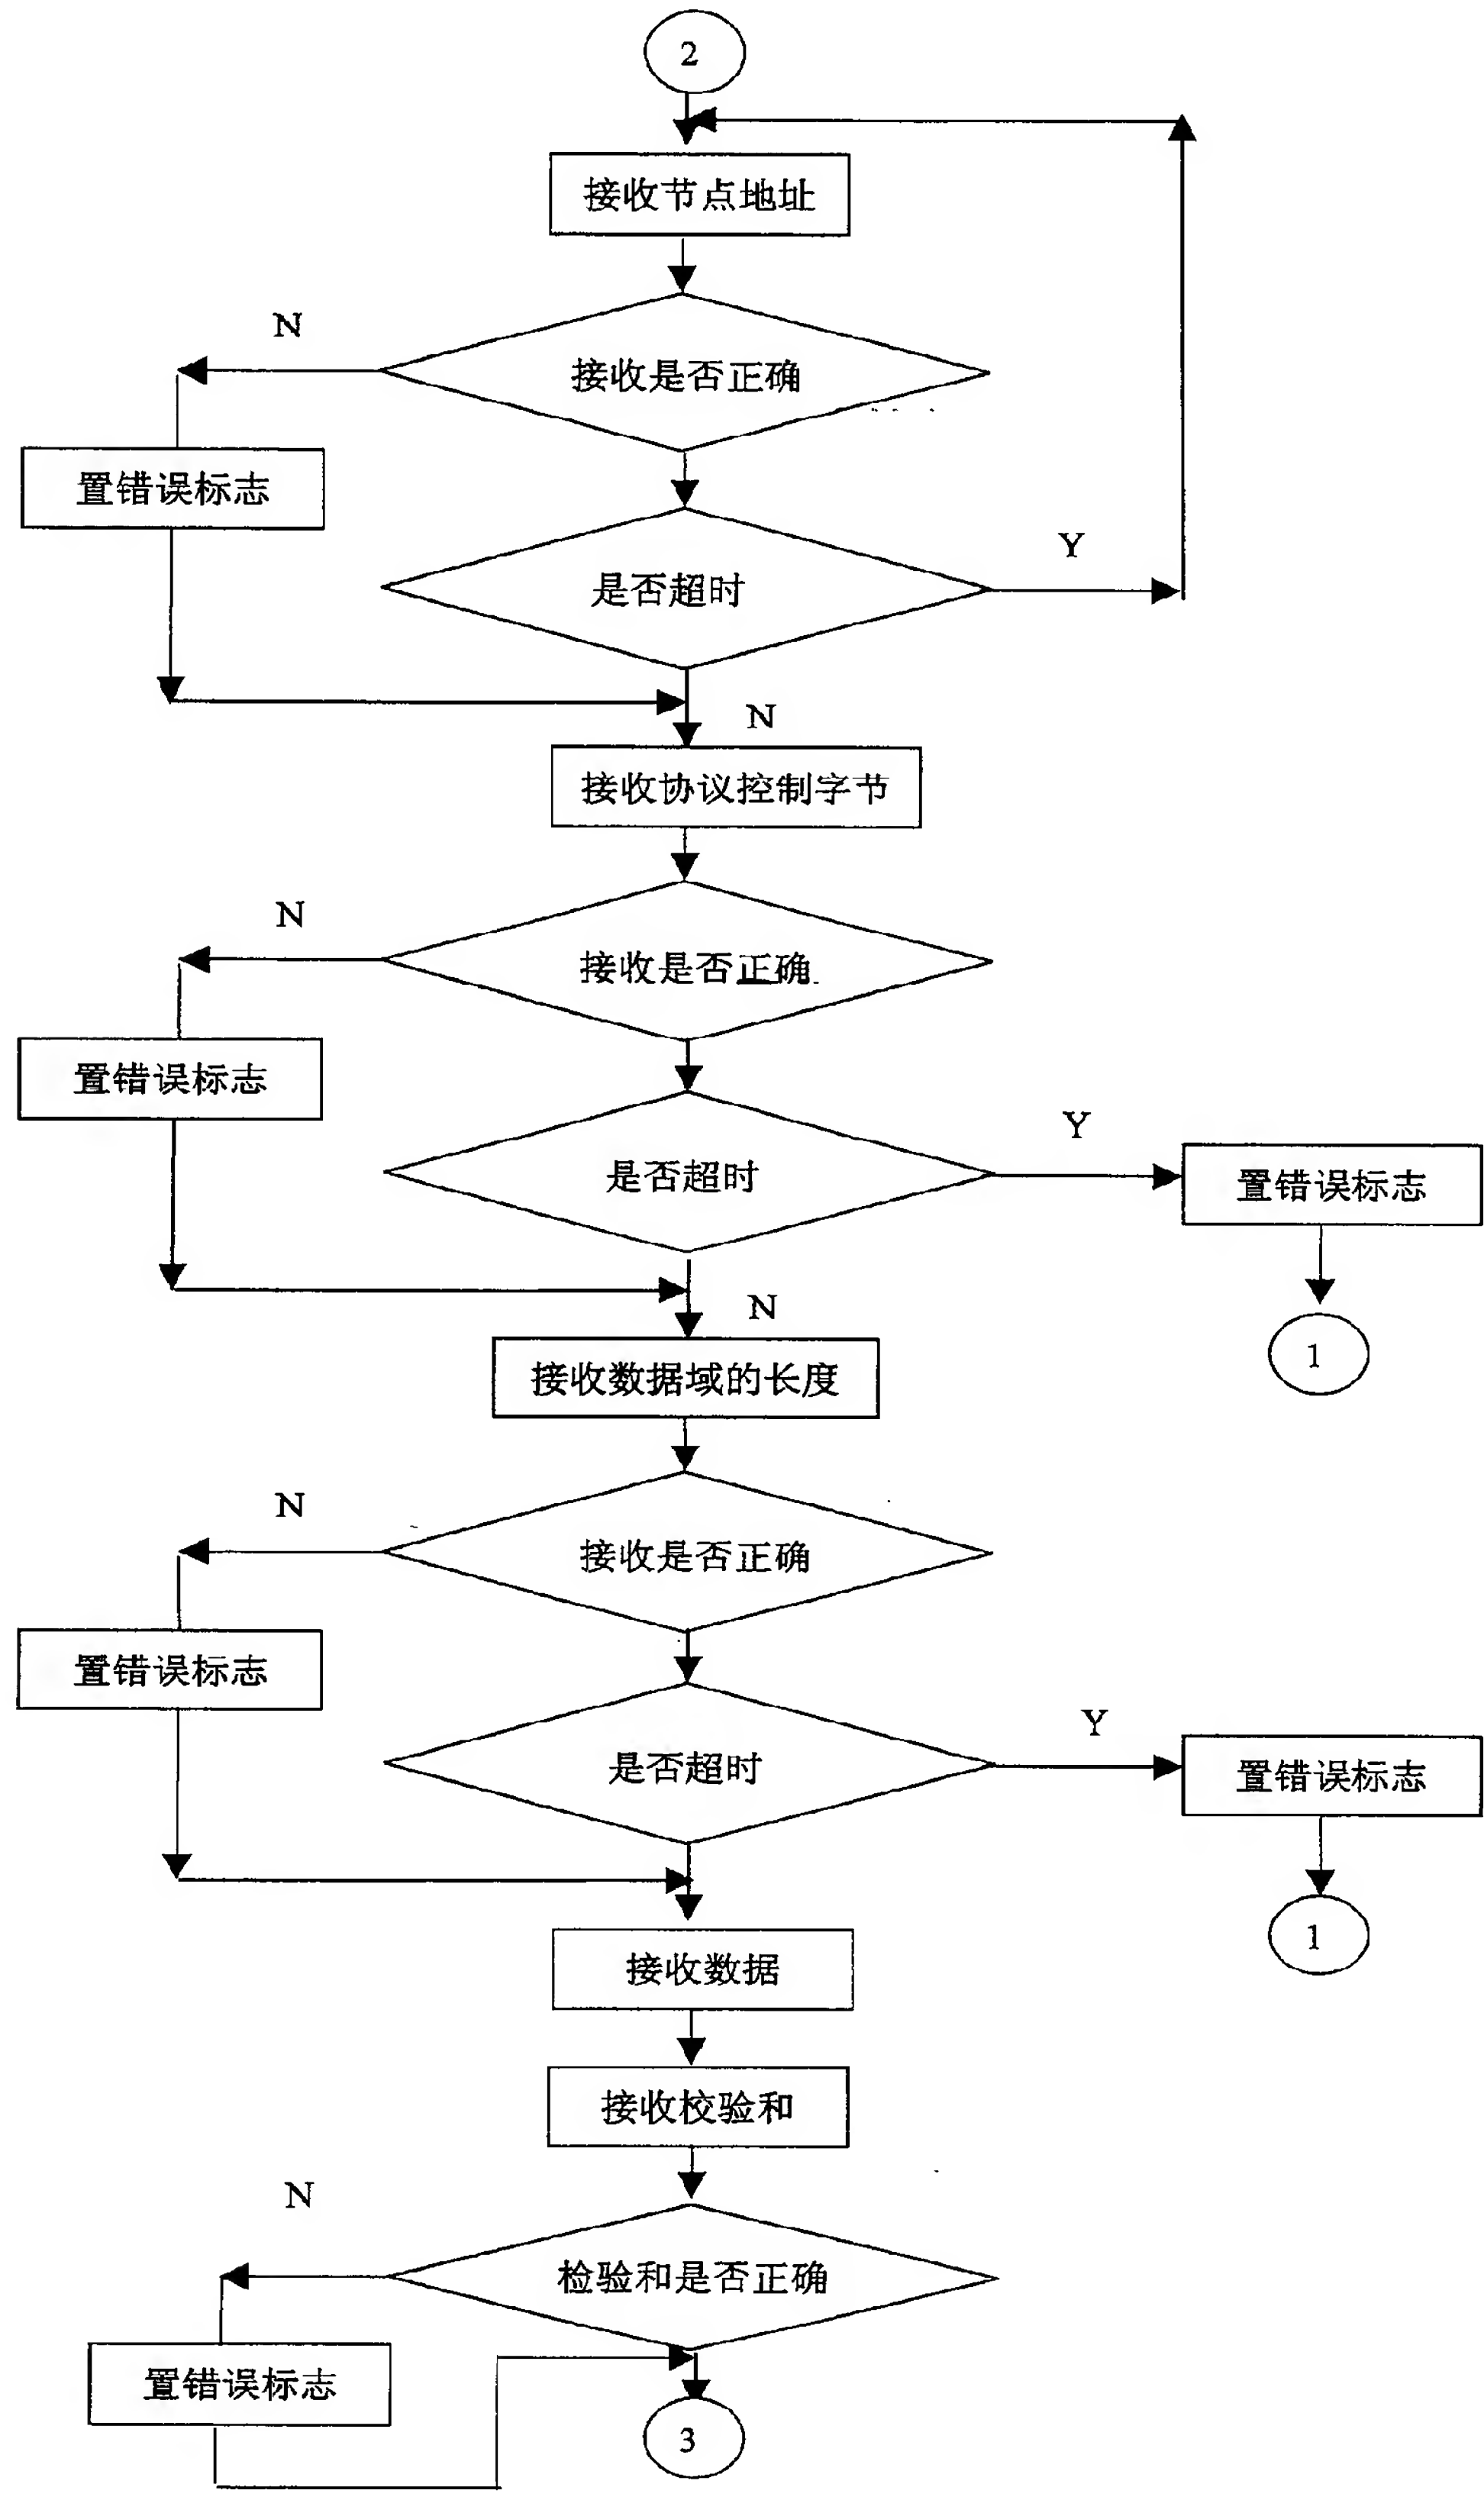 2
接收节点地址
N
接收是否正确
置错误标志
Y
是否超时
N
接收协议控制字节
N
接收是否正确
置错误标志
Y
是否超时
置错误标志
N
1
接收数据域的长度
N
接收是否正确
置错误标志
Y
是否超时
置错误标志
1
接收数据
接收校验和
N
检验和是否正确
置错误标志
3